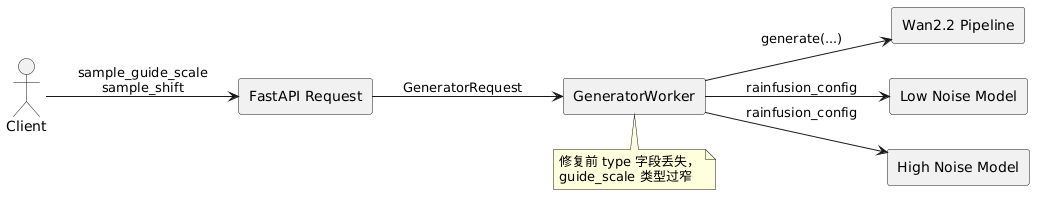 generate(...)
Wan2.2 Pipeline
sample_guide_scale
sample_shift
Client
FastAPI Request
GeneratorRequest
GeneratorWorker
rainfusion_config
Low Noise Model
rainfusion_config
High Noise Model
修复前 type 字段丢失，
guide_scale 类型过窄